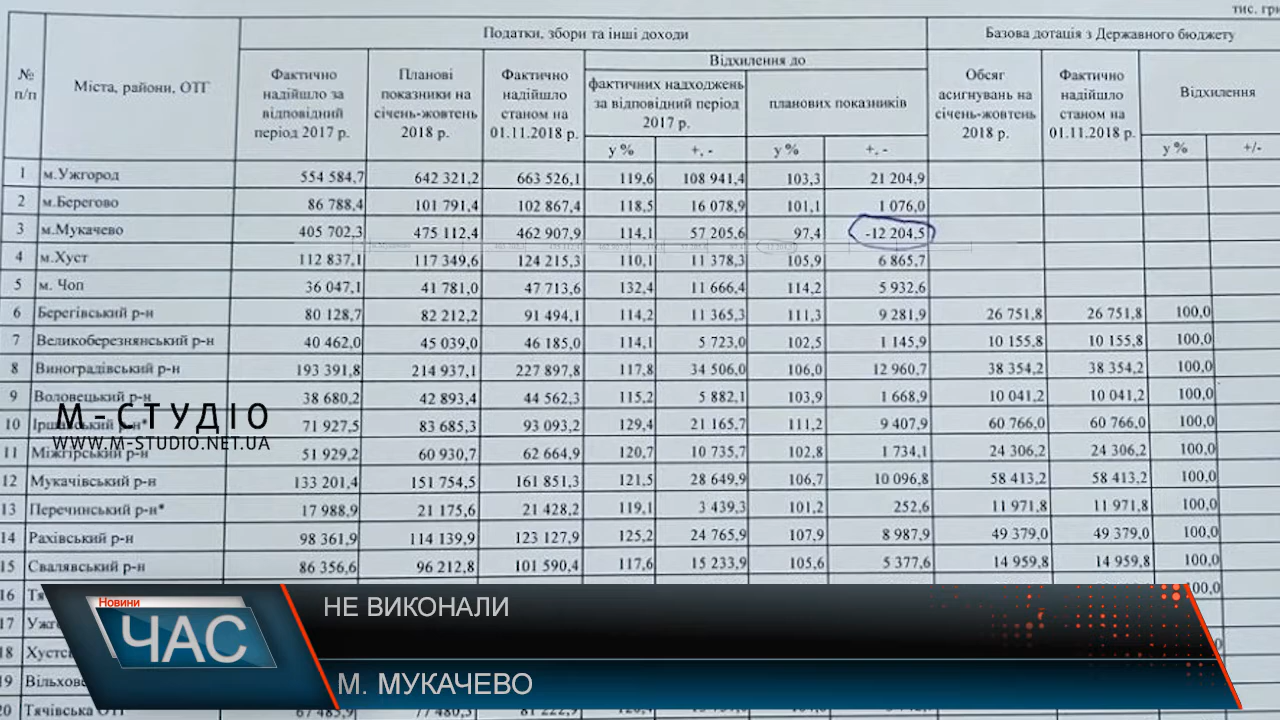 тис. грн
Податки, збори та інші доходи
Базова дотація з Державного бюджету
№ п/п
Міста, райони, ОТГ
Фактично надійшло за відповідний період 2017 р.
Планові показники на січень-жовтень 2018 р.
Фактично надійшло станом на 01.11.2018 р.
Відхилення до
фактичних надходжень за відповідний період 2017 р.
планових показників
Обсяг асигнувань на січень-жовтень 2018 р.
Фактично надійшло станом на 01.11.2018 р.
Відхилення
у % +, - у % +, - у % +/-
1 м.Ужгород 554 584,7 642 321,2 663 526,1 119,6 108 941,4 103,3 21 204,9
2 м.Берегово 86 788,4 101 791,4 102 867,4 118,5 16 078,9 101,1 1 076,0
3 м.Мукачево 405 702,3 475 112,4 462 907,9 114,1 57 205,6 97,4 -12 204,5
4 м.Хуст 112 837,1 117 349,6 124 215,3 110,1 11 378,3 105,9 6 865,7
5 м. Чоп 36 047,1 41 781,0 47 713,6 132,4 11 666,4 114,2 5 932,6
6 Берегівський р-н 80 128,7 82 212,2 91 494,1 114,2 11 365,3 111,3 9 281,9 26 751,8 26 751,8 100,0
7 Великоберезнянський р-н 40 462,0 45 039,0 46 185,0 114,1 5 723,0 102,5 1 145,9 10 155,8 10 155,8 100,0
8 Виноградівський р-н 193 391,8 214 937,1 227 897,8 117,8 34 506,0 106,0 12 960,7 38 354,2 38 354,2 100,0
9 Воловецький р-н 38 680,2 42 893,4 44 562,3 115,2 5 882,1 103,9 1 668,9 10 041,2 10 041,2 100,0
М-СТУДІО
10 Іршавський р-н* 71 927,5 83 685,3 93 093,2 129,4 21 165,7 111,2 9 407,9 60 766,0 60 766,0 100,0
WWW.M-STUDIO.NET.UA
11 Міжгірський р-н 51 929,2 60 930,7 62 664,9 120,7 10 735,7 102,8 1 734,1 24 306,2 24 306,2 100,0
12 Мукачівський р-н 133 201,4 151 754,5 161 851,3 121,5 28 649,9 106,7 10 096,8 58 413,2 58 413,2 100,0
13 Перечинський р-н* 17 988,9 21 175,6 21 428,2 119,1 3 439,3 101,2 252,6 11 971,8 11 971,8 100,0
14 Рахівський р-н 98 361,9 114 139,9 123 127,9 125,2 24 765,9 107,9 8 987,9 49 379,0 49 379,0 100,0
15 Свалявський р-н 86 356,6 96 212,8 101 590,4 117,6 15 233,9 105,6 5 377,6 14 959,8 14 959,8 100,0
16
17
18
19
20 Тячівська ОТГ
Новини
ЧАС
НЕ ВИКОНАЛИ
М. МУКАЧЕВО